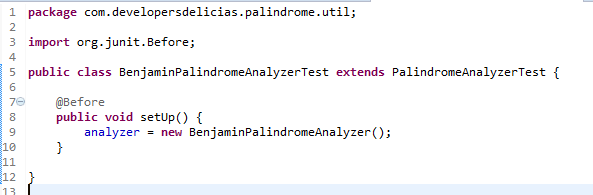 1 package com.developersdelicias.palindrome.util;
2
3 import org.junit.Before;
4
5 public class BenjaminPalindromeAnalyzerTest extends PalindromeAnalyzerTest {
6
7 @Before
8 public void setUp() {
9 analyzer = new BenjaminPalindromeAnalyzer();
10 }
11
12 }
13